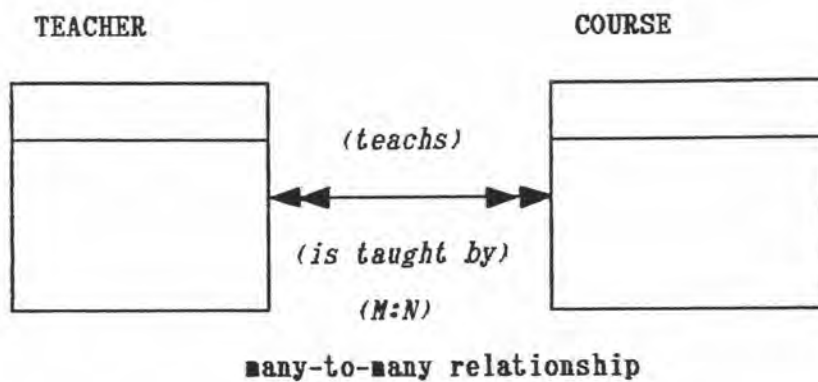 TEACHER COURSE
(teachs)
(is taught by)
(M:N)
many-to-many relationship